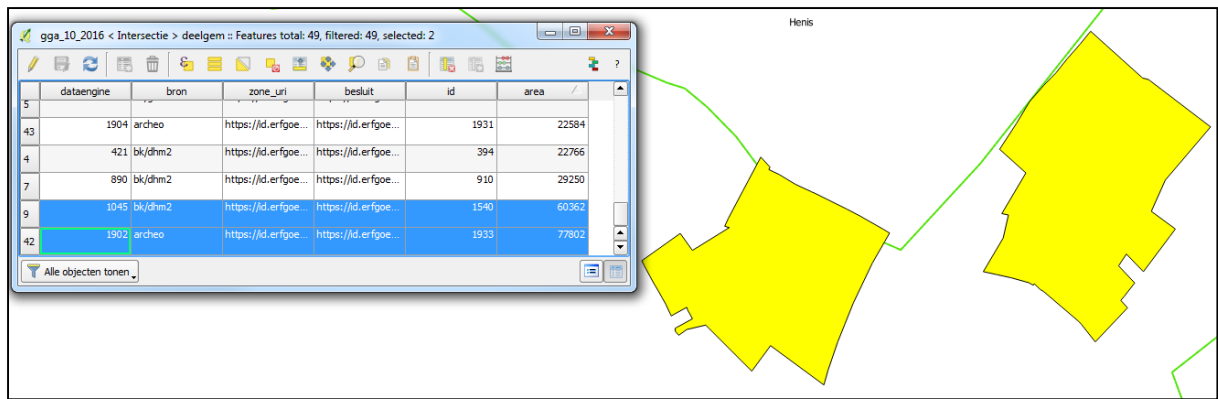 Henis
gga_10_2016 < Intersectie > deelgem :: Features total: 49, filtered: 49, selected: 2
?
dataengine bron zone_uri besluit id area
5
43 1904 archeo https://id.erfgoe... https://id.erfgoe... 1931 22584
4 421 bk/dhm2 https://id.erfgoe... https://id.erfgoe... 394 22766
7 890 bk/dhm2 https://id.erfgoe... https://id.erfgoe... 910 29250
9 1045 bk/dhm2 https://id.erfgoe... https://id.erfgoe... 1540 60362
42 1902 archeo https://id.erfgoe... https://id.erfgoe... 1933 77802
Alle objecten tonen